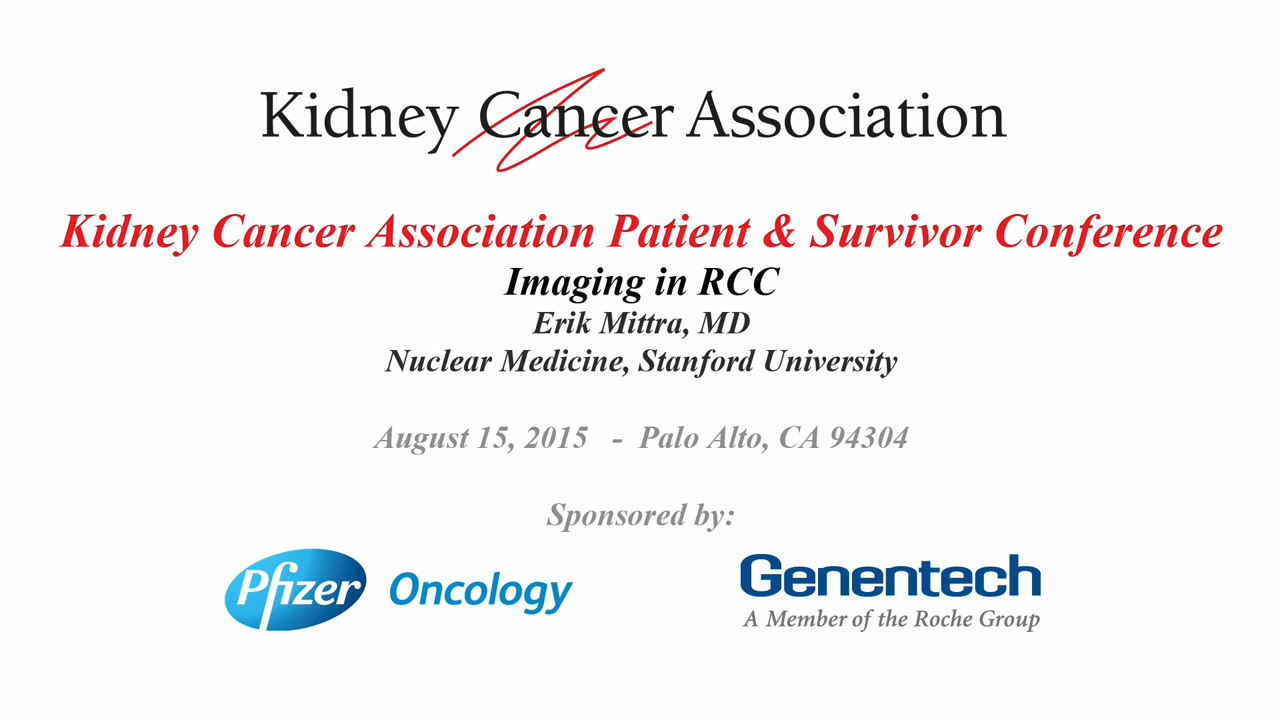 Kidney Cancer Association
Kidney Cancer Association Patient & Survivor Conference
Imaging in RCC
Erik Mittra, MD
Nuclear Medicine, Stanford University
August 15, 2015 - Palo Alto, CA 94304
Sponsored by:
Pfizer Oncology
Genentech
A Member of the Roche Group